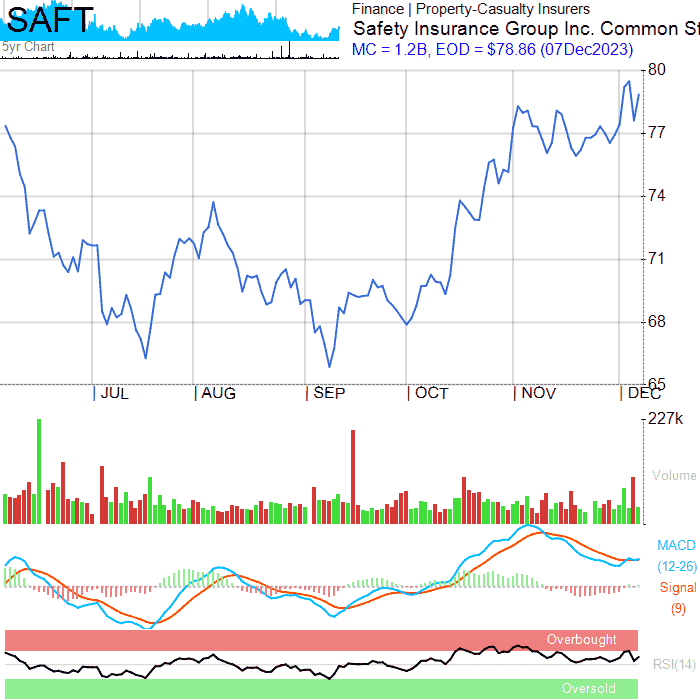 SAFT
5yr Chart
Finance | Property-Casualty Insurers
Safety Insurance Group Inc. Common St
MC = 1.2B, EOD = $78.86 (07Dec2023)
80
77
74
71
68
65
JUL
AUG
SEP
OCT
NOV
DEC
227k
Volume
MACD
(12-26)
Signal
(9)
Overbought
RSI(14)
Oversold